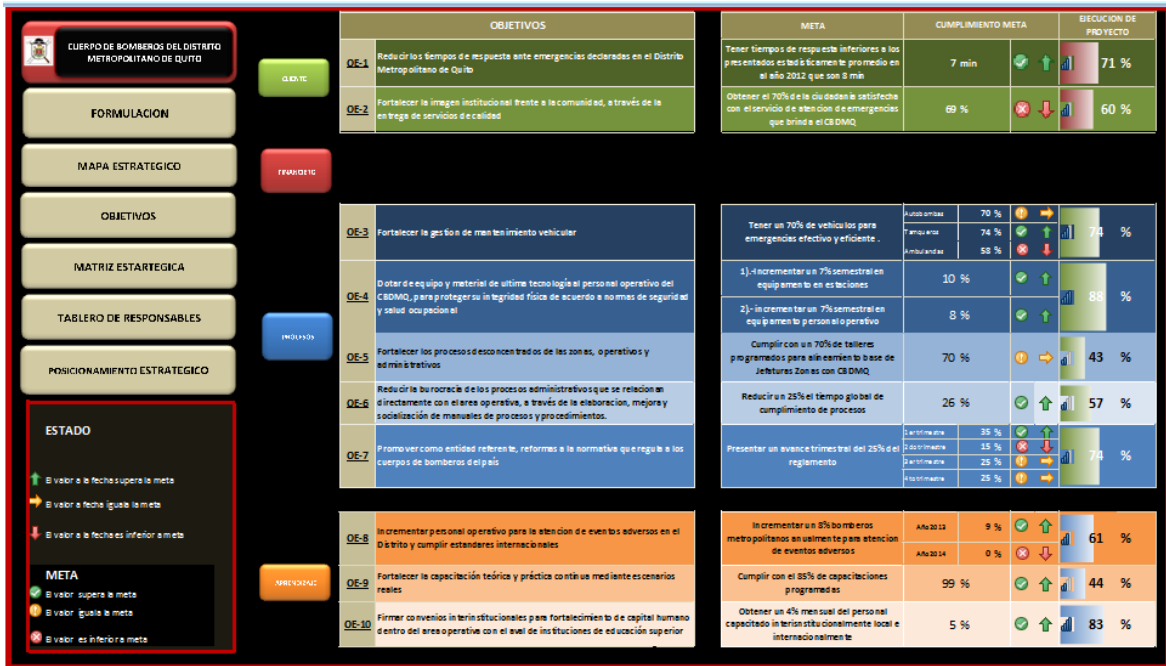 CUERPO DE BOMBEROS DEL DISTRITO
METROPOLITANO DE QUITO
FORMULACION
MAPA ESTRATEGICO
OBJETIVOS
MATRIZ ESTARTEGICA
TABLERO DE RESPONSABLES
POSICIONAMIENTO ESTRATEGICO
ESTADO
El valor a la fecha supera la meta
El valor a fecha iguala la meta
El valor a la fecha es inferior a meta
META
El valor supera la meta
El valor iguala la meta
El valor es inferior a meta
CLIENTE
FINANCIERO
PROCESOS
APRENDIZAJE
OBJETIVOS
META
CUMPLIMIENTO META
EJECUCION DE
PROYECTO
OE-1
Reducir los tiempos de respuesta ante emergencias declaradas en el Distrito
Metropolitano de Quito
Tener tiempos de respuesta inferiores a los
presentados estadísticamente promedio en
al año 2012 que son 8 min
7 min
71 %
OE-2
Fortalecer la imagen institucional frente a la comunidad, a través de la
entrega de servicios de calidad
Obtener el 70% de la ciudadanía satisfecha
con el servicio de atencion de emergencias
que brinda el CBDMQ
69 %
60 %
OE-3
Fortalecer la gestion de mantenimiento vehicular
Tener un 70% de vehículos para
emergencias efectivo y eficiente .
Autobombas 70 %
Tanqueros 74 %
Ambulancias 58 %
74 %
OE-4
Dotar de equipo y material de ultima tecnología al personal operativo del
CBDMQ, para proteger su integridad física de acuerdo a normas de seguridad
y salud ocupacional
1).-Incrementar un 7% semestral en
equipamento en estaciones
10 %
2).- incrementar un 7% semestral en
equipamento personal operativo
8 %
88 %
OE-5
Fortalecer los procesos desconcentrados de las zonas, operativos y
administrativos
Cumplir con un 70% de talleres
programados para alineamiento base de
Jefaturas Zonas con CBDMQ
70 %
43 %
OE-6
Reducir la burocracia de los procesos administrativos que se relacionan
directamente con el area operativa, a través de la elaboracion, mejora y
socialización de manuales de procesos y procedimientos.
Reducir un 25% el tiempo global de
cumplimiento de procesos
26 %
57 %
OE-7
Promover como entidad referente, reformas a la normativa que regula a los
cuerpos de bomberos del país
Presentar un avance trimestral del 25% del
reglamento
1er trimestre 35 %
2do trimestre 15 %
3er trimestre 25 %
4to trimestre 25 %
74 %
OE-8
Incrementar personal operativo para la atencion de eventos adversos en el
Distrito y cumplir estandares internacionales
Incrementar un 8% bomberos
metropolitanos anualmente para atencion
de eventos adversos
Año 2013 9 %
Año 2014 0 %
61 %
OE-9
Fortalecer la capacitación teórica y práctica continua mediante escenarios
reales
Cumplir con el 85% de capacitaciones
programadas
99 %
44 %
OE-10
Firmar convenios interinstitucionales para fortalecimiento de capital humano
dentro del area operativa con el aval de instituciones de educación superior
Obtener un 4% mensual del personal
capacitado interisntitucionalmente local e
internacionalmente
5 %
83 %